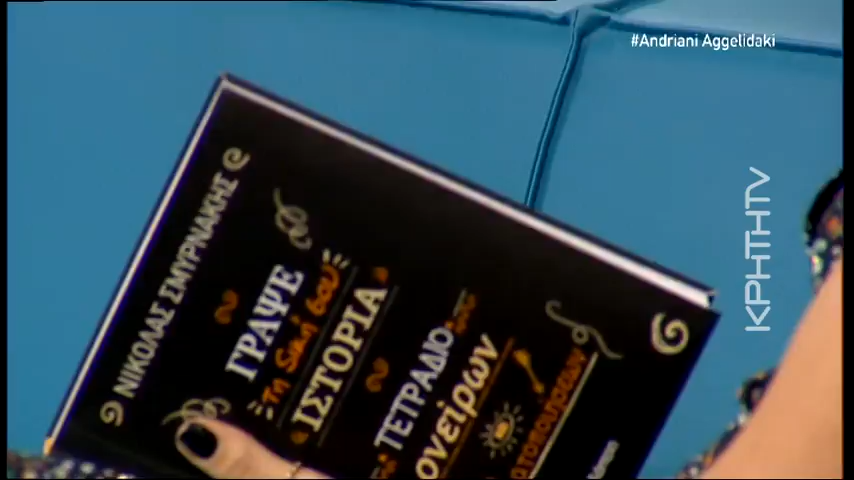 #Andriani Aggelidaki
ΚΡΗΤΗTV
ΝΙΚΟΛΑΣ ΣΜΥΡΝΑΚΗΣ
ΓΡΑΨΕ
τη δική σου
ΙΣΤΟΡΙΑ
ΤΕΤΡΑΔΙΟ
ονείρων